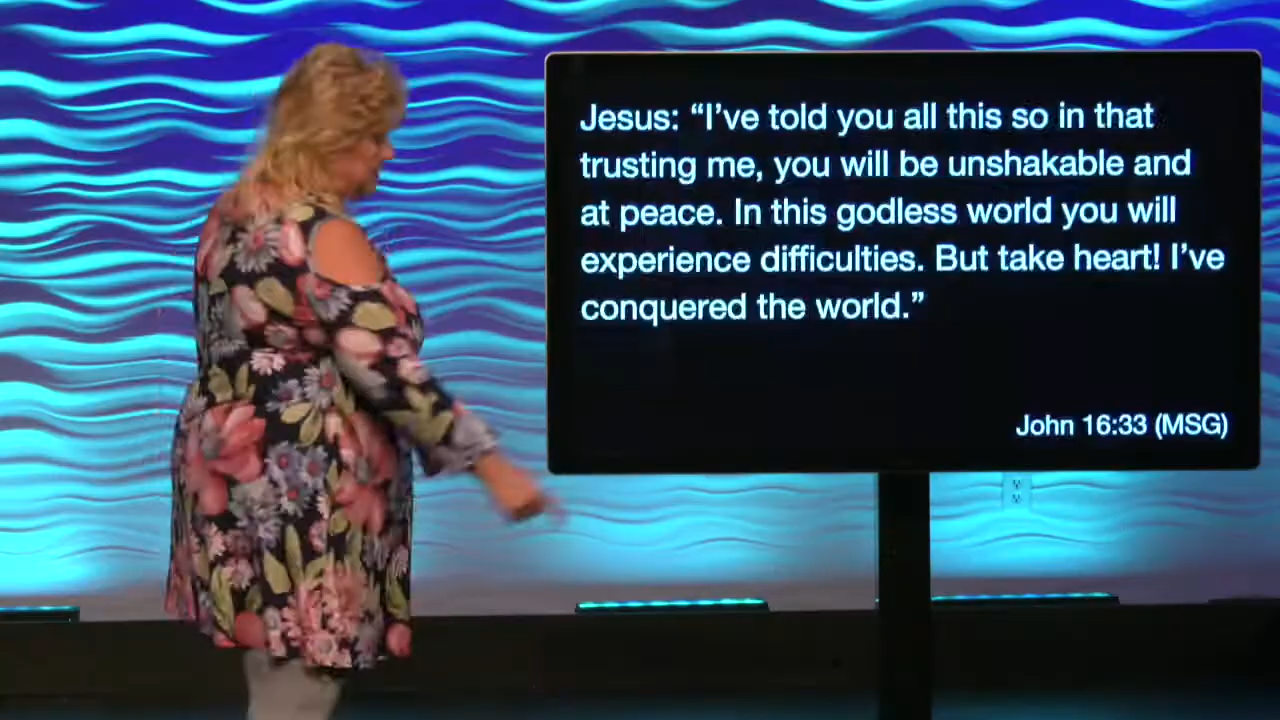 Jesus: “I’ve told you all this so in that
trusting me, you will be unshakable and
at peace. In this godless world you will
experience difficulties. But take heart! I’ve
conquered the world.”
John 16:33 (MSG)